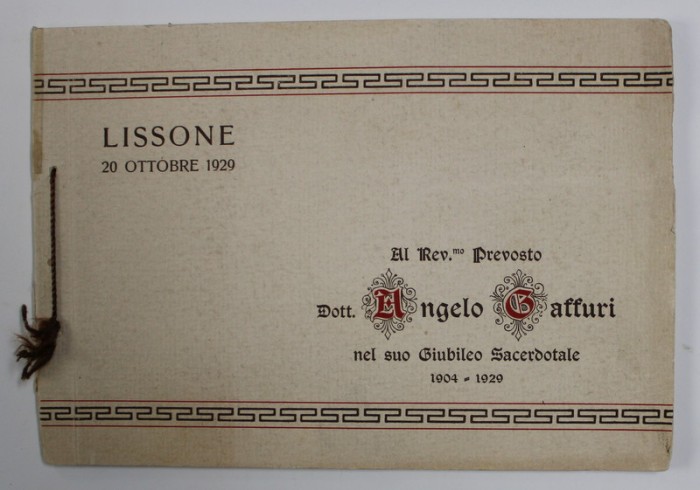 LISSONE
20 OTTOBRE 1929
Al Rev.mo Prevosto
Dott. Angelo Gaffuri
nel suo Giubileo Sacerdotale
1904 - 1929